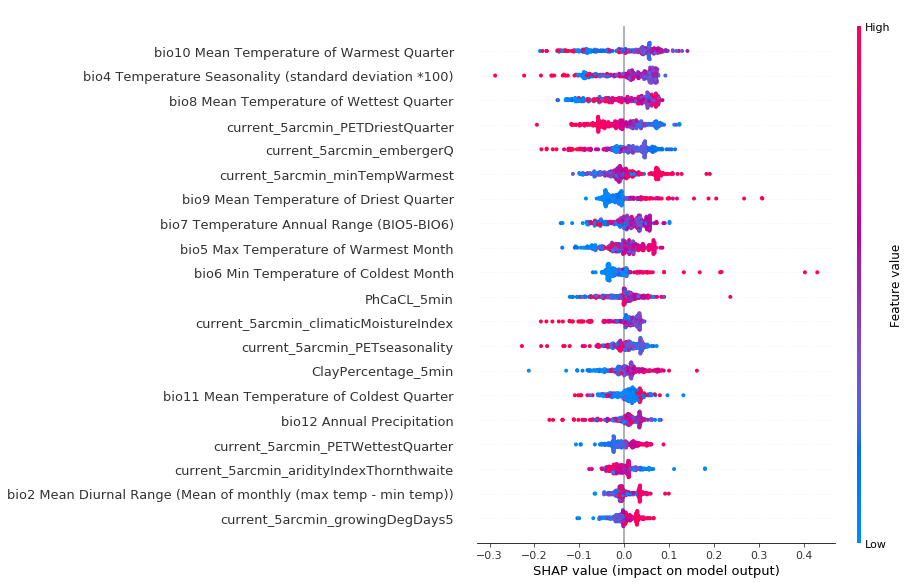 High
bio10 Mean Temperature of Warmest Quarter
bio4 Temperature Seasonality (standard deviation *100)
bio8 Mean Temperature of Wettest Quarter
current_5arcmin_PETDriestQuarter
current_5arcmin_embergerQ
current_5arcmin_minTempWarmest
bio9 Mean Temperature of Driest Quarter
bio7 Temperature Annual Range (BIO5-BIO6)
bio5 Max Temperature of Warmest Month
bio6 Min Temperature of Coldest Month
PhCaCL_5min
current_5arcmin_climaticMoistureIndex
current_5arcmin_PETseasonality
ClayPercentage_5min
bio11 Mean Temperature of Coldest Quarter
bio12 Annual Precipitation
current_5arcmin_PETWettestQuarter
current_5arcmin_aridityIndexThornthwaite
bio2 Mean Diurnal Range (Mean of monthly (max temp - min temp))
current_5arcmin_growingDegDays5
Feature value
Low
−0.3 −0.2 −0.1 0.0 0.1 0.2 0.3 0.4
SHAP value (impact on model output)